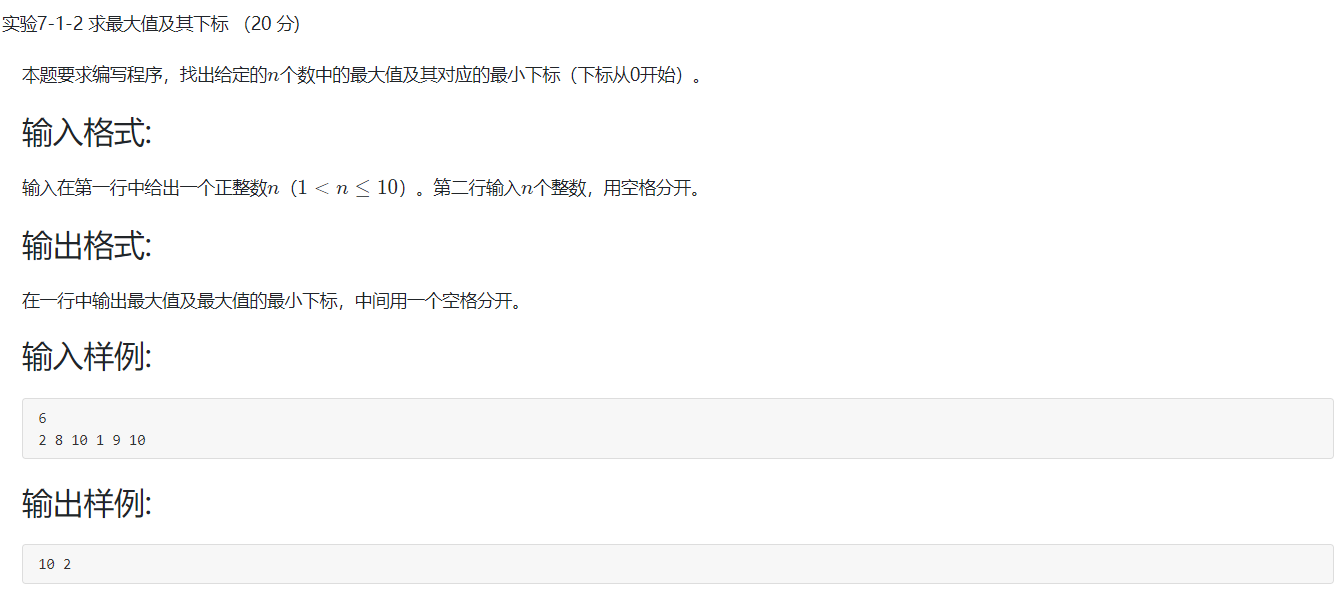 实验7-1-2 求最大值及其下标 （20 分）
本题要求编写程序，找出给定的n个数中的最大值及其对应的最小下标（下标从0开始）。
输入格式:
输入在第一行中给出一个正整数n（1 < n ≤ 10）。第二行输入n个整数，用空格分开。
输出格式:
在一行中输出最大值及最大值的最小下标，中间用一个空格分开。
输入样例:
6
2 8 10 1 9 10
输出样例:
10 2